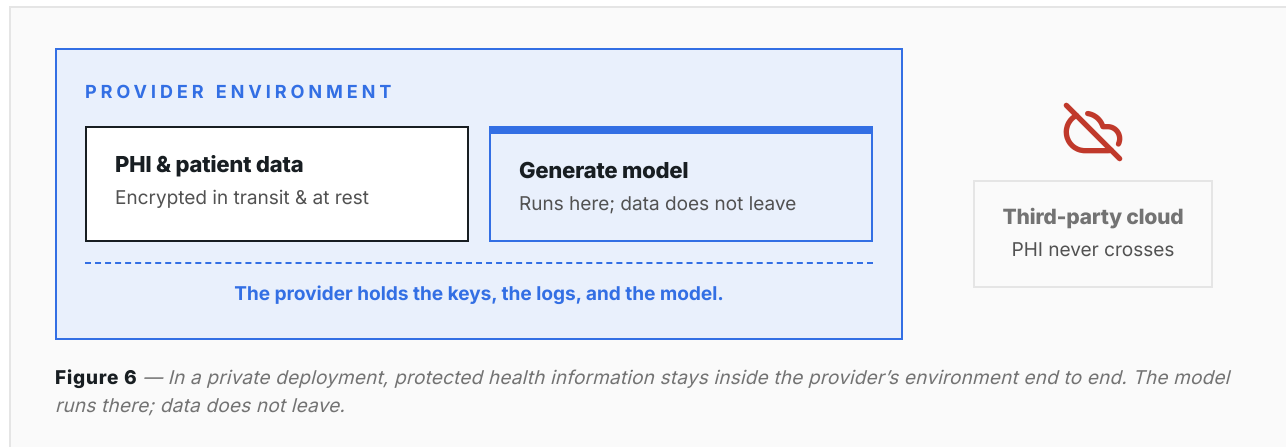 PROVIDER ENVIRONMENT
PHI & patient data
Encrypted in transit & at rest
Generate model
Runs here; data does not leave
The provider holds the keys, the logs, and the model.
Third-party cloud
PHI never crosses
Figure 6 — In a private deployment, protected health information stays inside the provider’s environment end to end. The model
runs there; data does not leave.